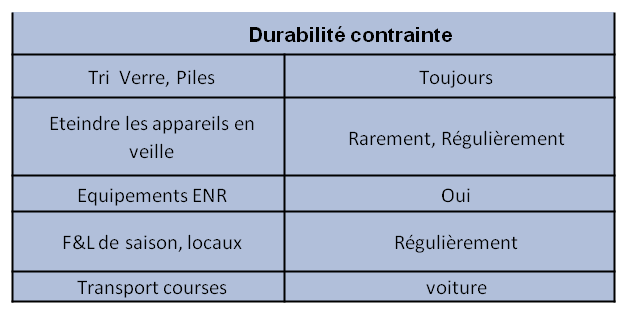 Durabilité contrainte
Tri Verre, Piles
Toujours
Eteindre les appareils en
veille
Rarement, Régulièrement
Equipements ENR
Oui
F&L de saison, locaux
Régulièrement
Transport courses
voiture